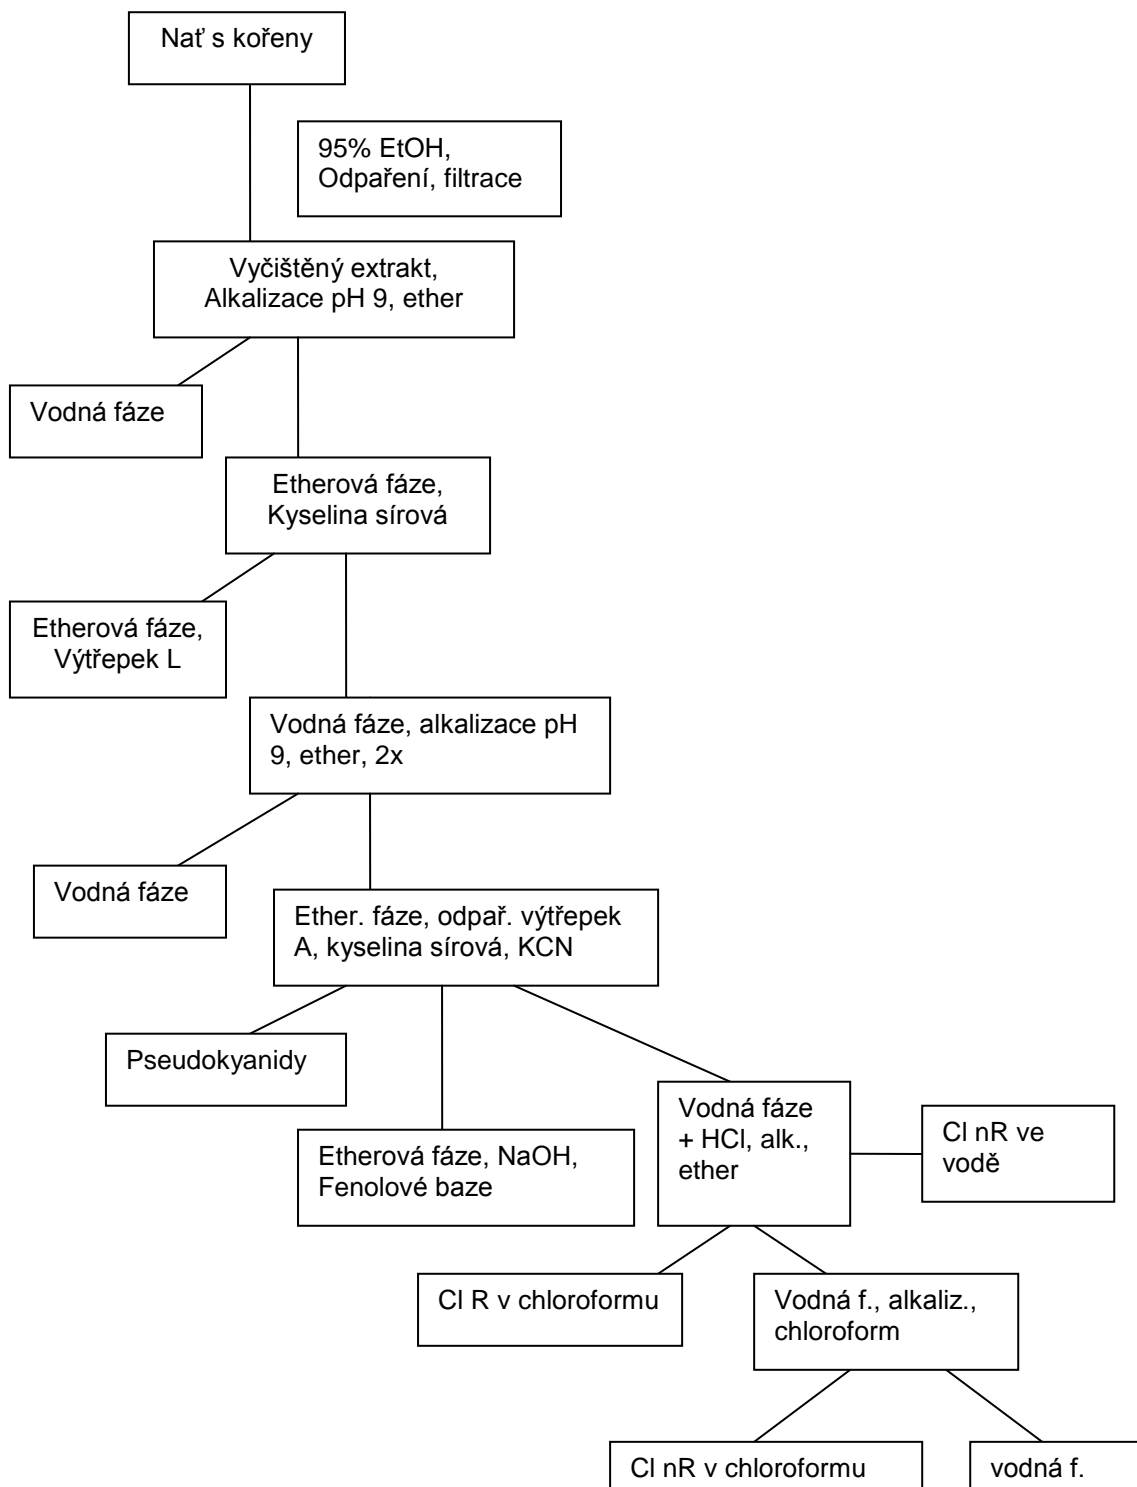 Nať s kořeny
95% EtOH,
Odpaření, filtrace
Vyčištěný extrakt,
Alkalizace pH 9, ether
Vodná fáze
Etherová fáze,
Kyselina sírová
Etherová fáze,
Výtřepek L
Vodná fáze, alkalizace pH
9, ether, 2x
Vodná fáze
Ether. fáze, odpař. výtřepek
A, kyselina sírová, KCN
Pseudokyanidy
Etherová fáze, NaOH,
Fenolové baze
Vodná fáze
+ HCl, alk.,
ether
Cl nR ve
vodě
Cl R v chloroformu
Vodná f., alkaliz.,
chloroform
Cl nR v chloroformu
vodná f.